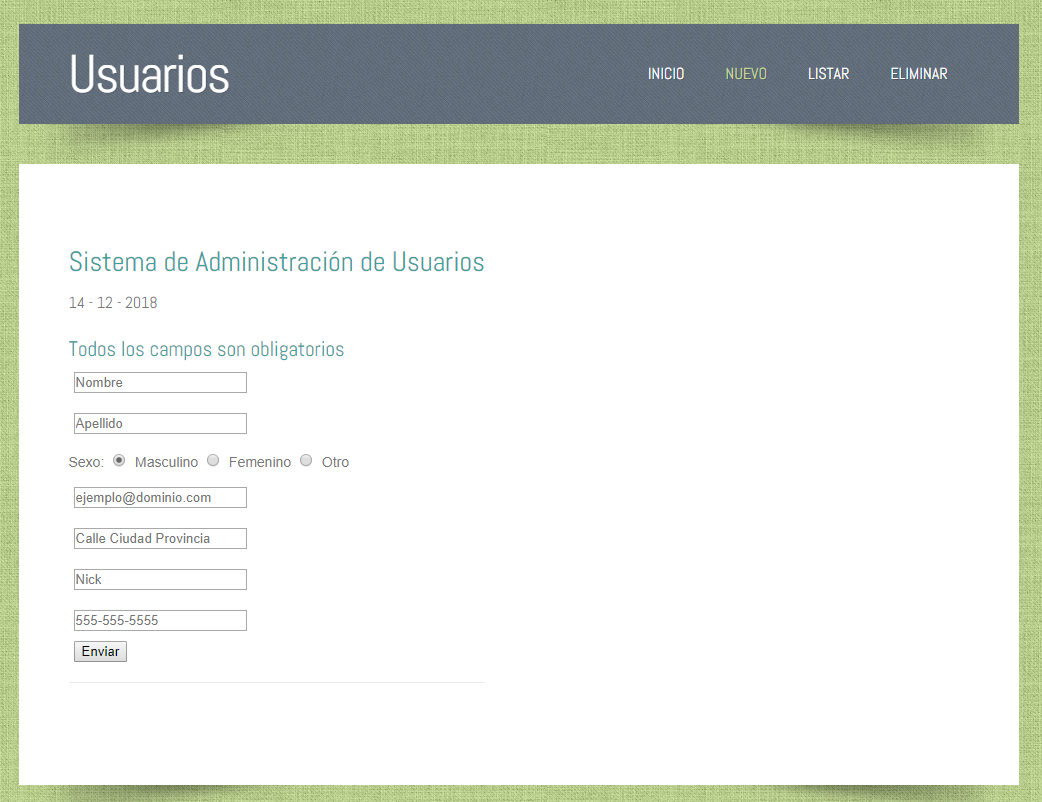 Usuarios
INICIO NUEVO LISTAR ELIMINAR
Sistema de Administración de Usuarios
14 - 12 - 2018
Todos los campos son obligatorios
Nombre
Apellido
Sexo: Masculino Femenino Otro
ejemplo@dominio.com
Calle Ciudad Provincia
Nick
555-555-5555
Enviar